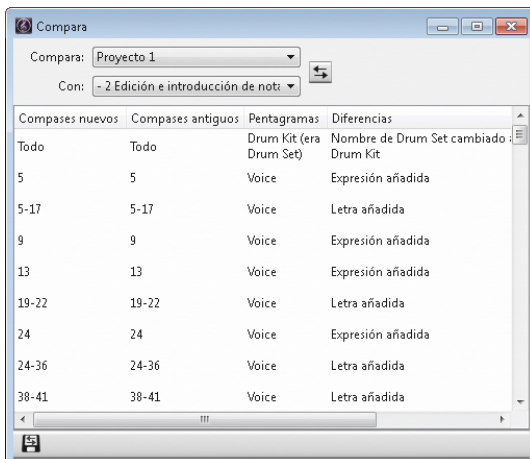 Compara
Compara: Proyecto 1
Con: - 2 Edición e introducción de nota
Compases nuevos Compases antiguos Pentagramas Diferencias
Todo Todo Drum Kit (era Drum Set) Nombre de Drum Set cambiado Drum Kit
5 5 Voice Expresión añadida
5-17 5-17 Voice Letra añadida
9 9 Voice Expresión añadida
13 13 Voice Expresión añadida
19-22 19-22 Voice Letra añadida
24 24 Voice Expresión añadida
24-36 24-36 Voice Letra añadida
38-41 38-41 Voice Letra añadida